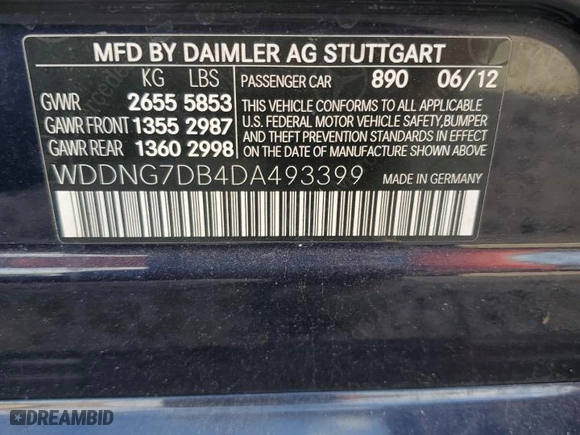 MFD BY DAIMLER AG STUTTGART
KG LBS PASSENGER CAR 890 06/12
GVWR 2655 5853
GAWR FRONT 1355 2987
GAWR REAR 1360 2998
THIS VEHICLE CONFORMS TO ALL APPLICABLE
U.S. FEDERAL MOTOR VEHICLE SAFETY, BUMPER
AND THEFT PREVENTION STANDARDS IN EFFECT
ON THE DATE OF MANUFACTURE SHOWN ABOVE.
WDDNG7DB4DA493399 MADE IN GERMANY
DREAMBID